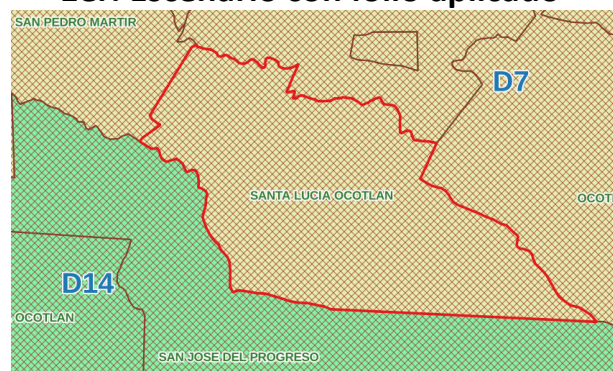 SAN PEDRO MARTIR
D7
SANTA LUCIA OCOTLAN
D14
OCOTLAN
SAN JOSE DEL PROGRESO